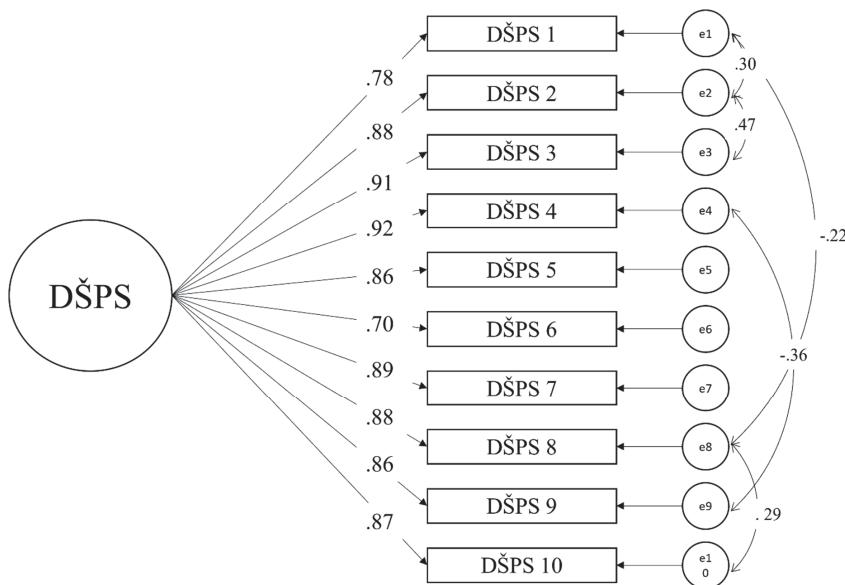 DŠPS 1
e1
.78
.30
DŠPS 2
e2
.88
.47
DŠPS 3
e3
.91
DŠPS 4
e4
.92
-.22
DŠPS 5
e5
.86
DŠPS
.70
DŠPS 6
e6
-.36
.89
DŠPS 7
e7
.88
DŠPS 8
e8
.86
DŠPS 9
e9
.29
.87
DŠPS 10
e1
0